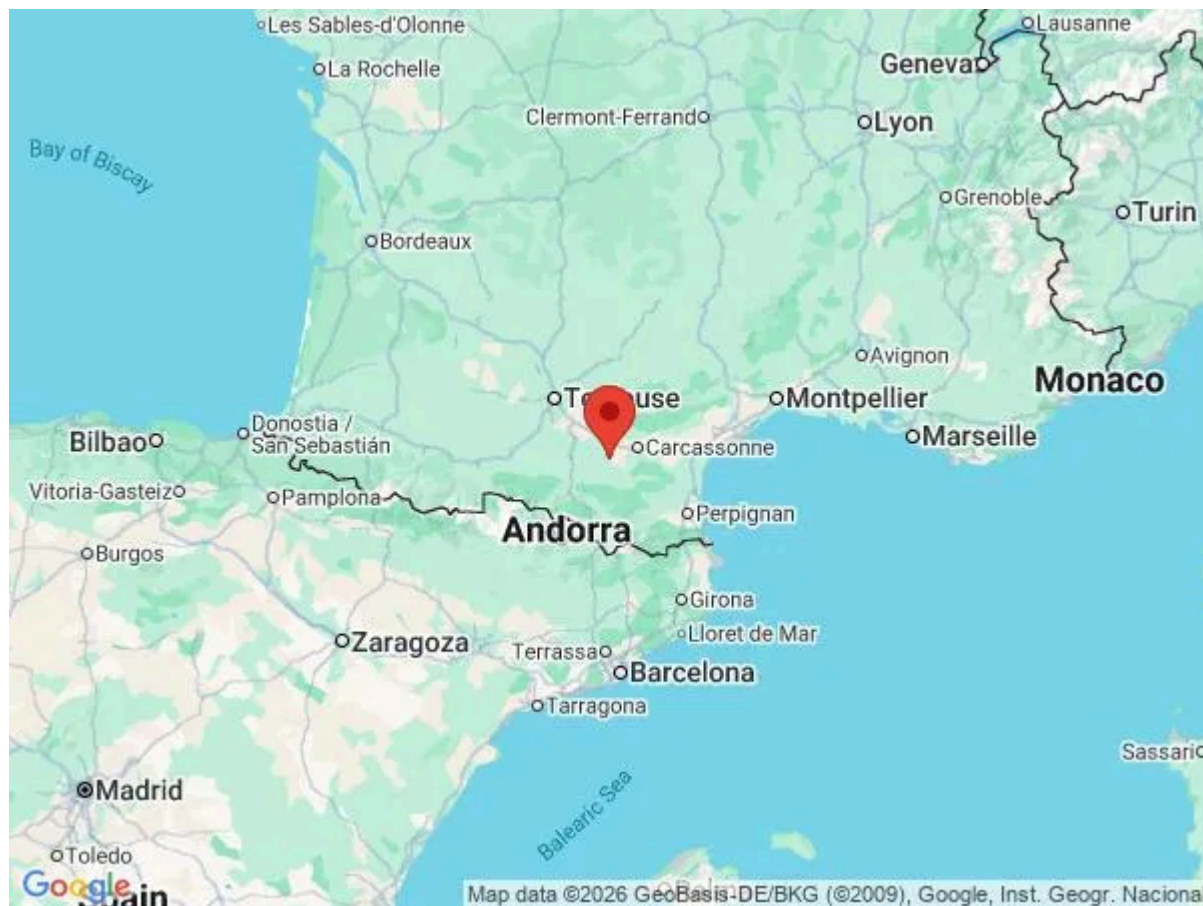 Les Sables-d'Olonne
Lausanne
La Rochelle
Geneva
Clermont-Ferrand
Lyon
Bay of Biscay
Grenoble
Turin
Bordeaux
Avignon
Monaco
Montpellier
Donostia /
San Sebastián
Bilbao
Marseille
Carcassonne
Vitoria-Gasteiz
Pamplona
Perpignan
Andorra
Burgos
Girona
Lloret de Mar
Zaragoza
Terrassa
Barcelona
Tarragona
Sassari
Madrid
Balearic Sea
Toledo
Google
Spain
Map data ©2026 GeoBasis-DE/BKG (©2009), Google, Inst. Geogr. Naciona